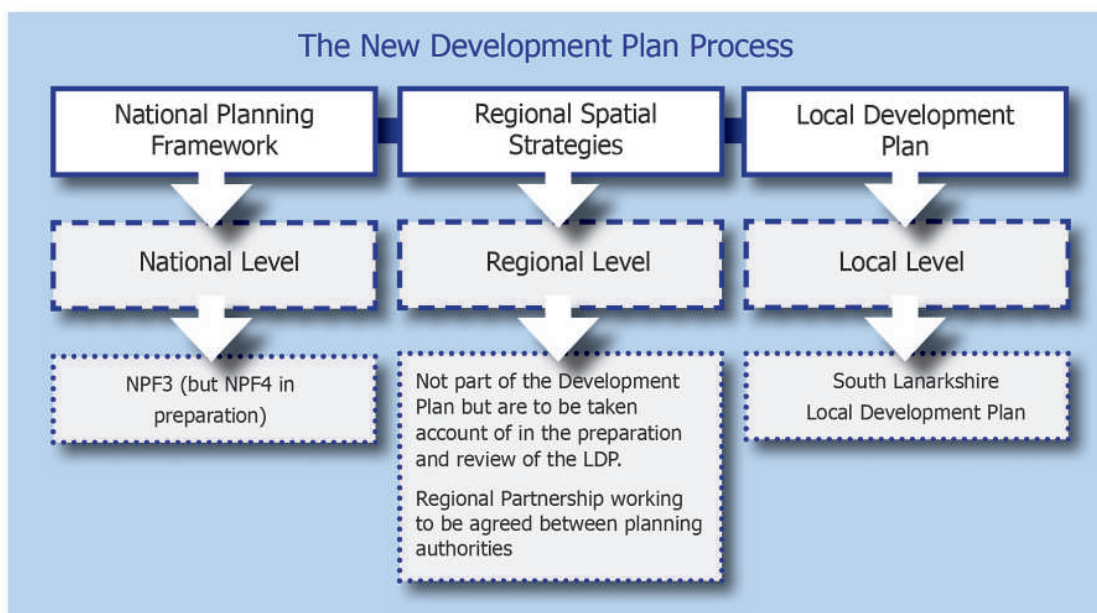 The New Development Plan Process
National Planning
Framework
Regional Spatial
Strategies
Local Development
Plan
National Level
Regional Level
Local Level
NPF3 (but NPF4 in
preparation)
Not part of the Development
Plan but are to be taken
account of in the preparation
and review of the LDP.
Regional Partnership working
to be agreed between planning
authorities
South Lanarkshire
Local Development Plan